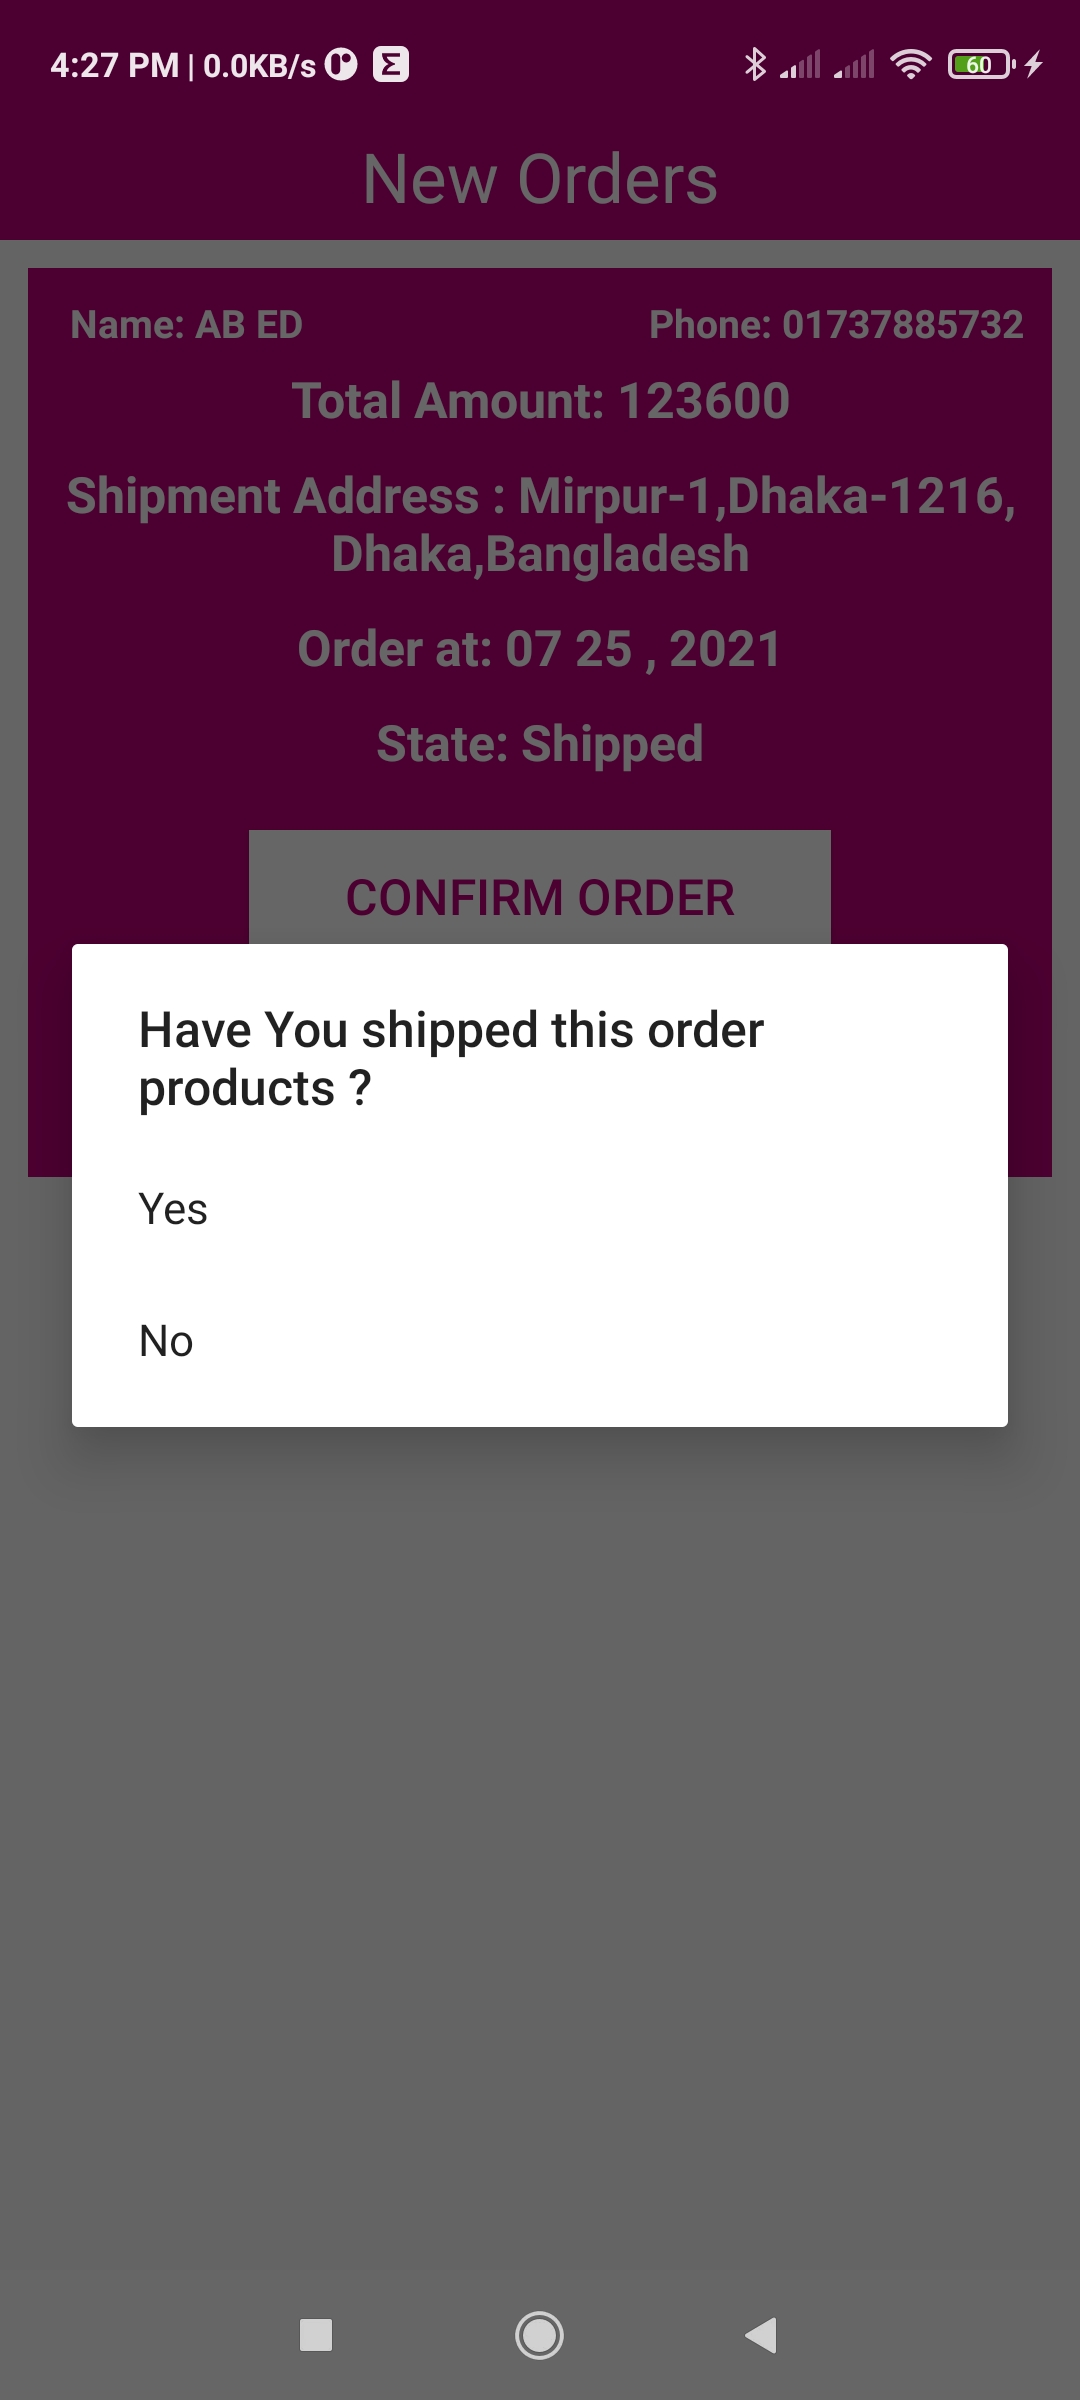 4:27 PM | 0.0KB/s
60
New Orders
Name: AB ED
Phone: 01737885732
Total Amount: 123600
Shipment Address : Mirpur-1,Dhaka-1216,
Dhaka,Bangladesh
Order at: 07 25 , 2021
State: Shipped
CONFIRM ORDER
Have You shipped this order
products ?
Yes
No